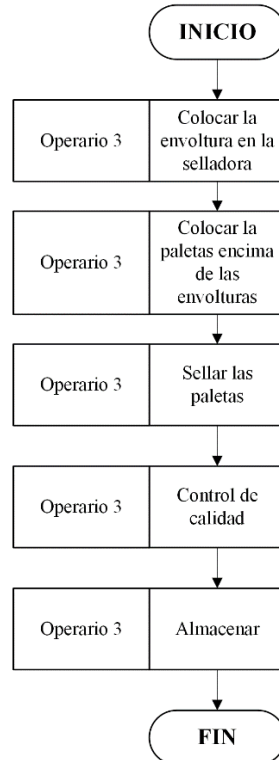 INICIO
Operario 3
Colocar la
envoltura en la
selladora
Operario 3
Colocar la
paletas encima
de las
envolturas
Operario 3
Sellar las
paletas
Operario 3
Control de
calidad
Operario 3
Almacenar
FIN